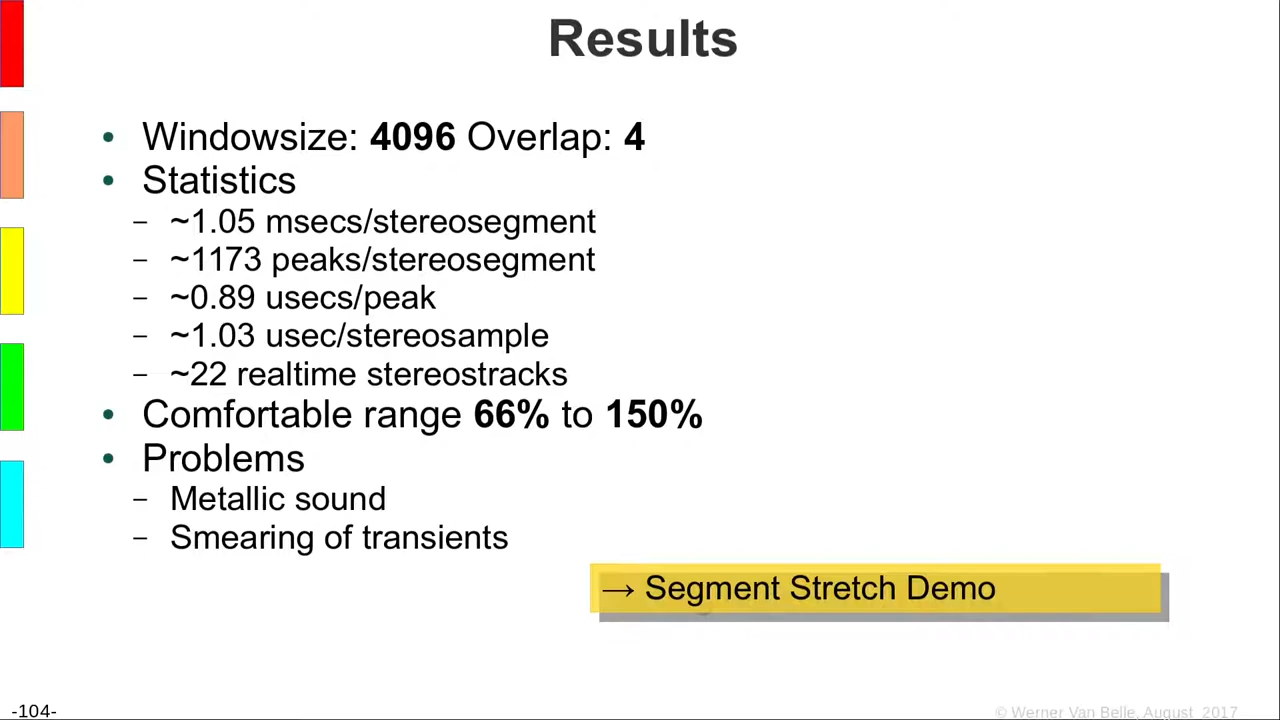 Results
• Windowsize: 4096 Overlap: 4
• Statistics
– ~1.05 msecs/stereosegment
– ~1173 peaks/stereosegment
– ~0.89 usecs/peak
– ~1.03 usec/stereosample
– ~22 realtime stereostracks
• Comfortable range 66% to 150%
• Problems
– Metallic sound
– Smearing of transients
→ Segment Stretch Demo
-104-
© Werner Van Belle, August 2017